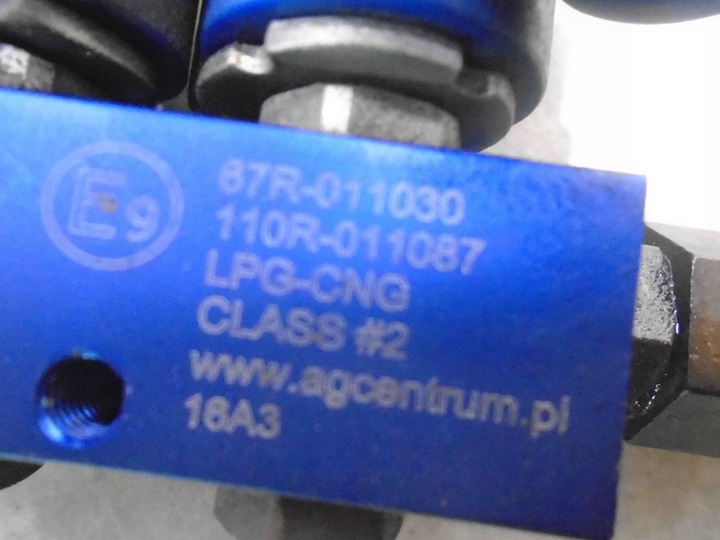 E9
67R-011030
110R-011087
LPG-CNG
CLASS #2
www.agcentrum.pl
16A3